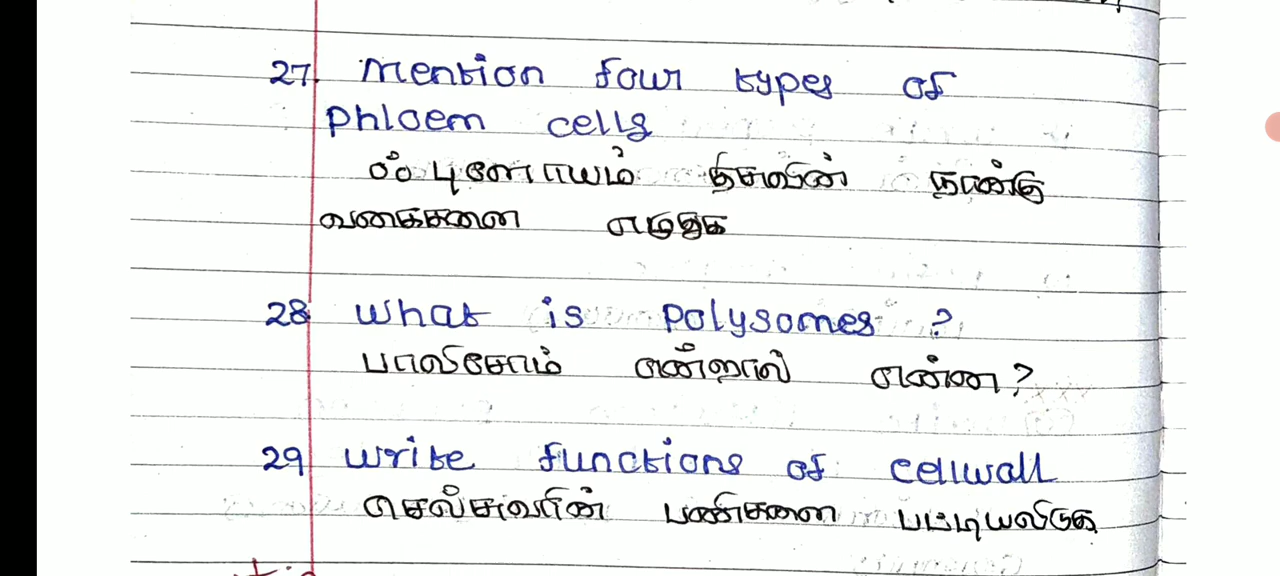 27. Mention four types of
Phloem cells
ஃபுளோயம் திசுவின் நான்கு
வகைகளை எழுதுக
28 What is Polysomes ?
பாலிசோம் என்றால் என்ன?
29 Write functions of cellwall
செல்சுவரின் பணிகளை பட்டியலிடுக